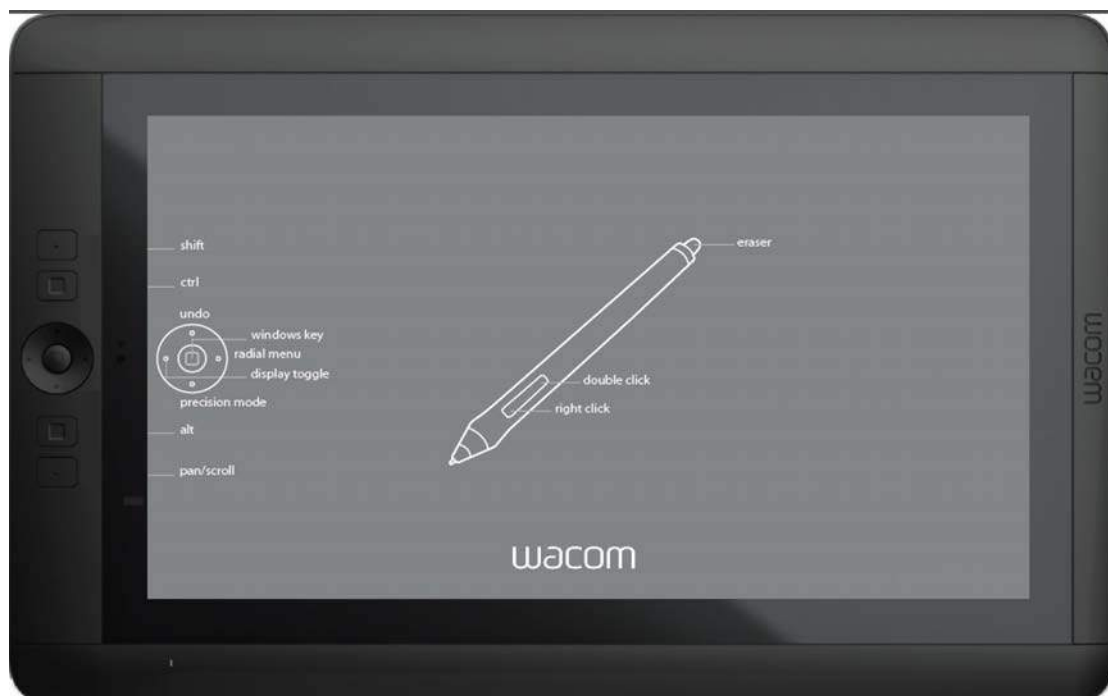 shift
eraser
ctrl
undo
windows key
radial menu
display toggle
precision mode
double click
right click
alt
pan/scroll
wacom
wacom